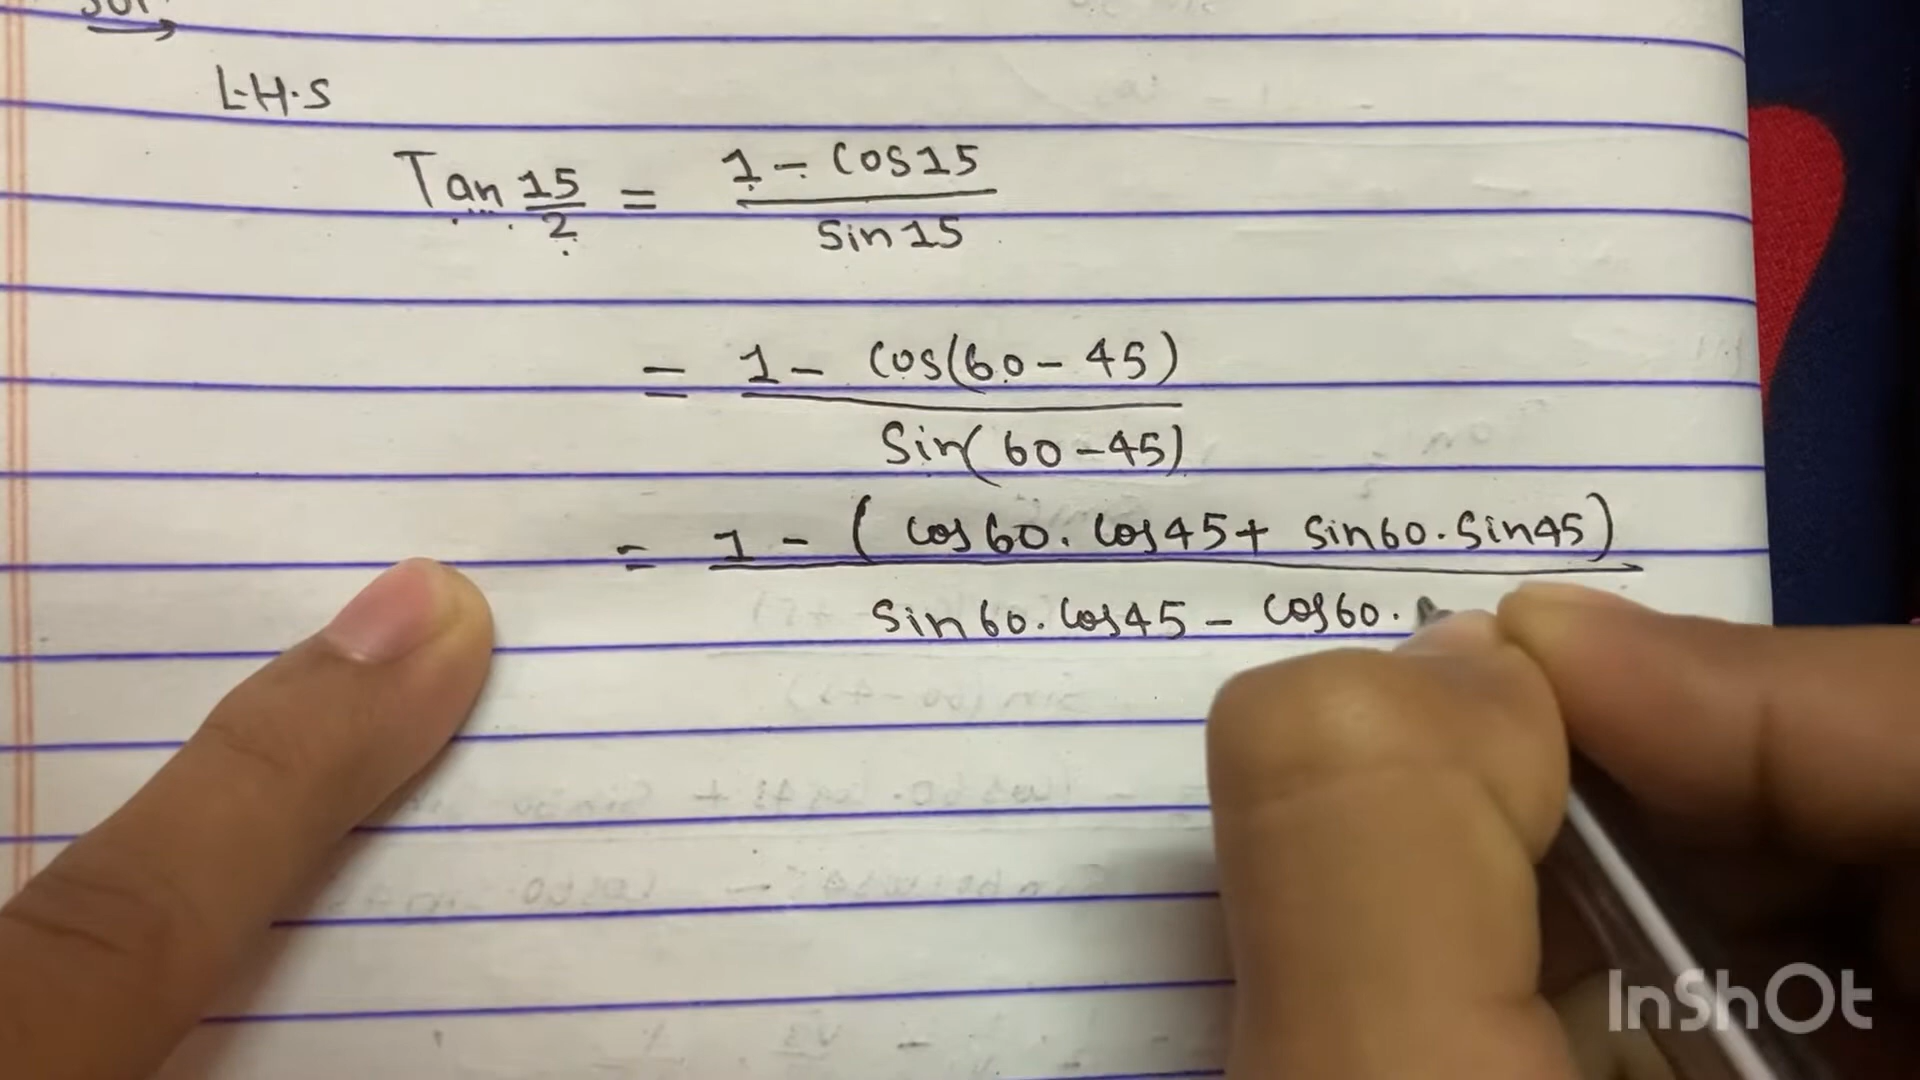 L.H.S
Tan 15/2 = 1 - Cos15 / Sin15
= 1 - Cos(60 - 45) / Sin(60 - 45)
= 1 - (Cos60. Cos45 + Sin60. Sin45) / Sin60. Cos45 - Cos60.
InShOt